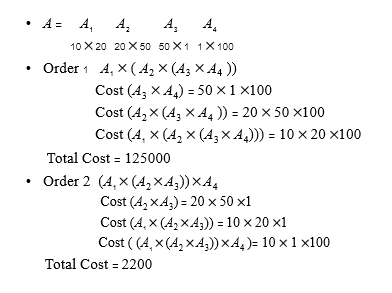 • A = A₁ A₂ A₃ A₄
10×20 20×50 50×1 1×100
• Order 1 A₁×(A₂×(A₃×A₄))
Cost (A₃×A₄) = 50×1×100
Cost (A₂×(A₃×A₄)) = 20×50×100
Cost (A₁×(A₂×(A₃×A₄))) = 10×20×100
Total Cost = 125000
• Order 2 (A₁×(A₂×A₃))×A₄
Cost (A₂×A₃) = 20×50×1
Cost (A₁×(A₂×A₃)) = 10×20×1
Cost ((A₁×(A₂×A₃))×A₄) = 10×1×100
Total Cost = 2200